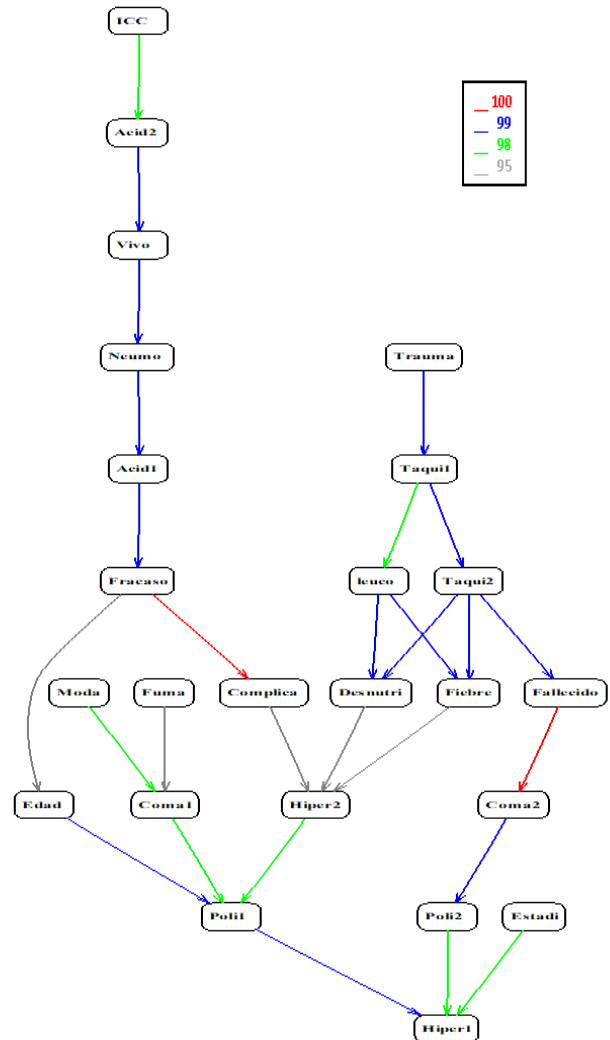 ICC
_ 100
_ 99
_ 98
_ 95
Acid2
Vivo
Neumo
Trauma
Acid1
Taqui1
Fracaso
leuco
Taqui2
Moda
Fuma
Complica
Desnutri
Fiebre
Fallecido
Edad
Coma1
Hiper2
Coma2
Poli1
Poli2
Estadi
Hiper1